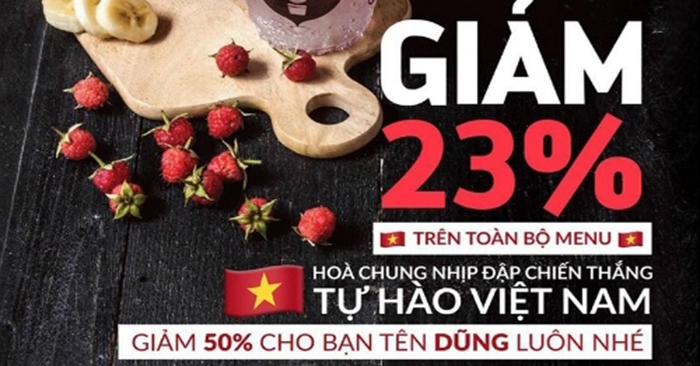 GIẢM
23%
TRÊN TOÀN BỘ MENU
HOÀ CHUNG NHỊP ĐẬP CHIẾN THẮNG
TỰ HÀO VIỆT NAM
GIẢM 50% CHO BẠN TÊN DŨNG LUÔN NHÉ